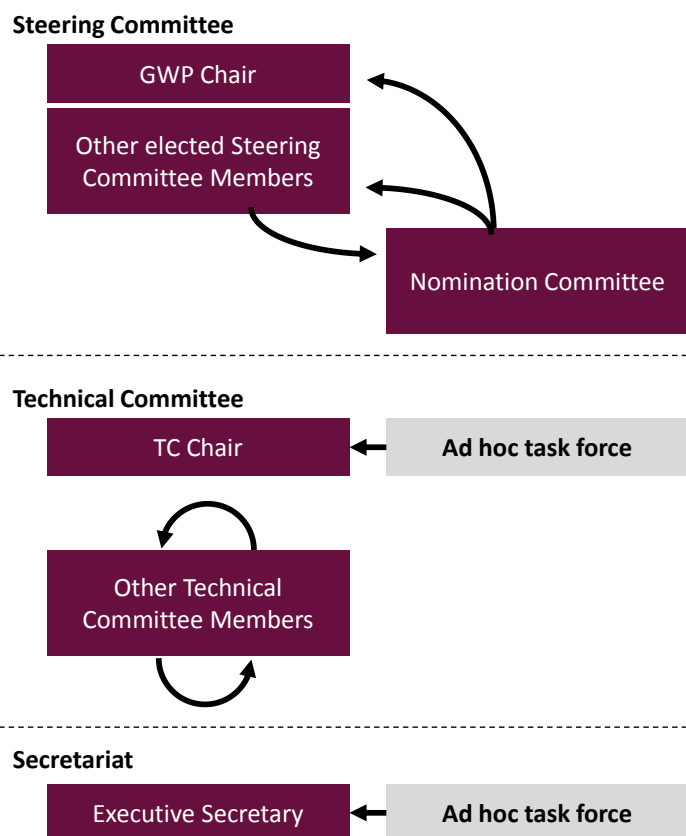 Steering Committee
GWP Chair
Other elected Steering
Committee Members
Nomination Committee
Technical Committee
TC Chair
Ad hoc task force
Other Technical
Committee Members
Secretariat
Executive Secretary
Ad hoc task force